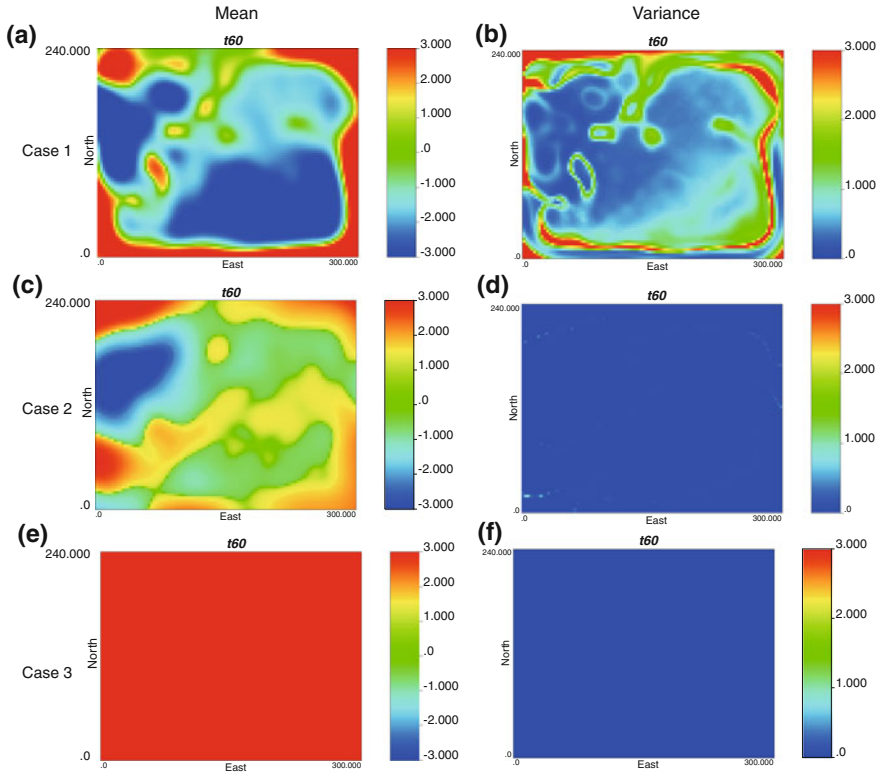 Mean
Variance
(a)
t60
240.000
North
.0
.0
East
300.000
3.000
2.000
1.000
.0
-1.000
-2.000
-3.000
Case 1
(b)
t60
240.000
North
.0
.0
East
300.000
3.000
2.000
1.000
.0
(c)
t60
240.000
North
.0
.0
East
300.000
3.000
2.000
1.000
.0
-1.000
-2.000
-3.000
Case 2
(d)
t60
240.000
North
.0
.0
East
300.000
3.000
2.000
1.000
.0
(e)
t60
240.000
North
.0
.0
East
300.000
3.000
2.000
1.000
.0
-1.000
-2.000
-3.000
Case 3
(f)
t60
240.000
North
.0
.0
East
300.000
3.000
2.000
1.000
.0